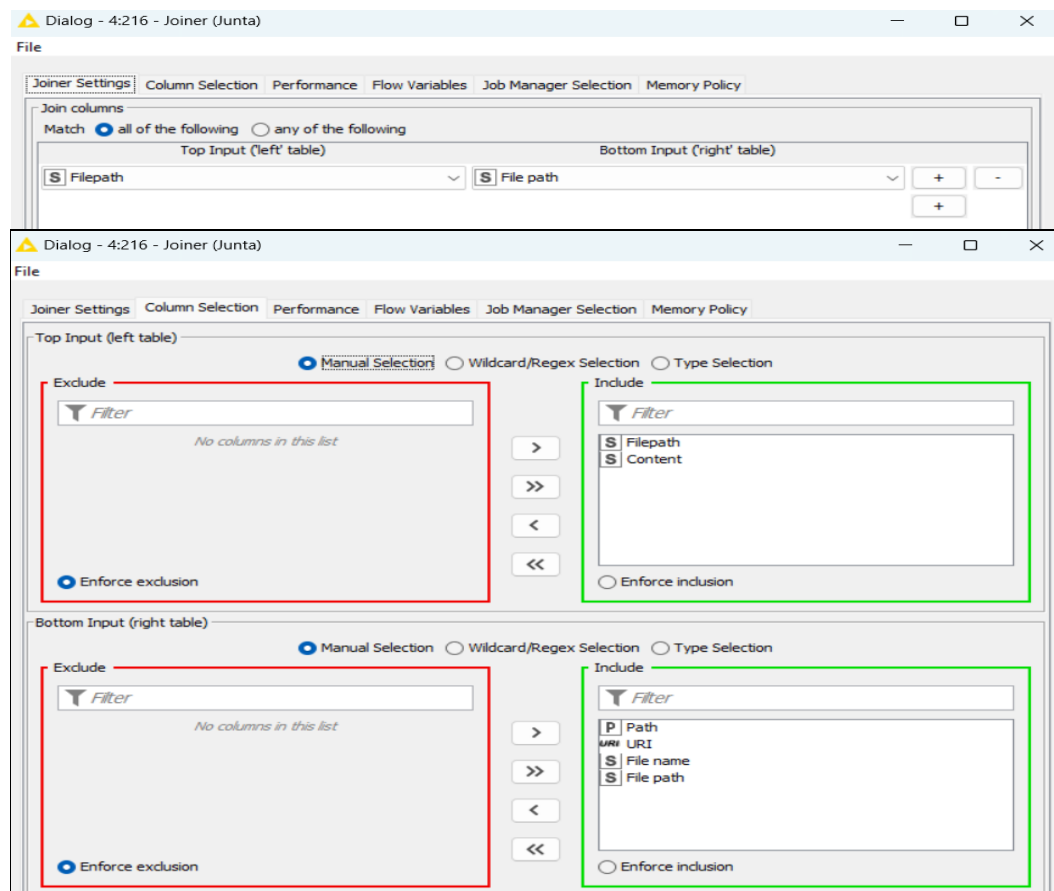 Dialog - 4:216 - Joiner (Junta)
File
Joiner Settings Column Selection Performance Flow Variables Job Manager Selection Memory Policy
Join columns
Match all of the following any of the following
Top Input ('left' table) Bottom Input ('right' table)
S Filepath S File path + -
+
Dialog - 4:216 - Joiner (Junta)
File
Joiner Settings Column Selection Performance Flow Variables Job Manager Selection Memory Policy
Top Input (left table)
Manual Selection Wildcard/Regex Selection Type Selection
Exclude Include
Filter Filter
No columns in this list
S Filepath
S Content
>
>>
<
<<
Enforce exclusion Enforce inclusion
Bottom Input (right table)
Manual Selection Wildcard/Regex Selection Type Selection
Exclude Include
Filter Filter
No columns in this list
P Path
URI URI
S File name
S File path
>
>>
<
<<
Enforce exclusion Enforce inclusion